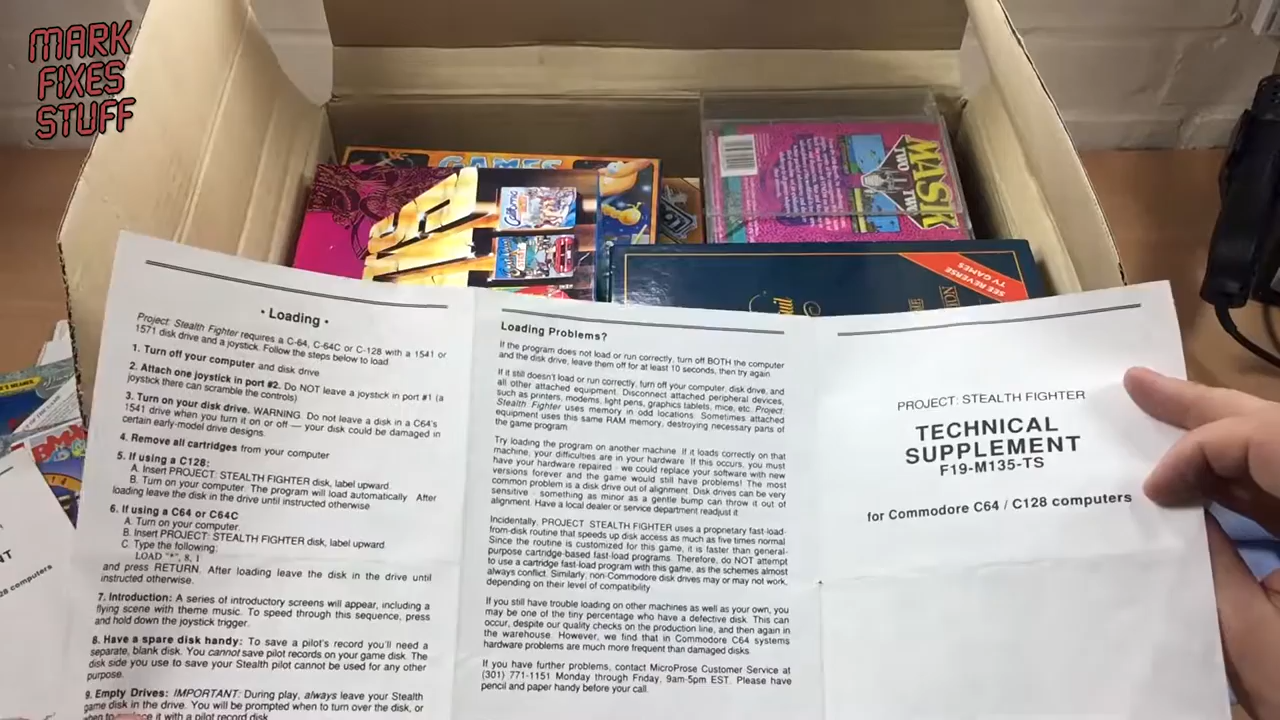 MARK
FIXES
STUFF
GAMES
MASK
TWO
SEE REVERSE
TV GAMES
• Loading •
Project: Stealth Fighter requires a C-64, C-64C or C-128 with a 1541 or
1571 disk drive and a joystick. Follow the steps below to load
1. Turn off your computer and disk drive
2. Attach one joystick in port #2. Do NOT leave a joystick in port #1 (a
joystick there can scramble the controls)
3. Turn on your disk drive. WARNING. Do not leave a disk in a C64's
1541 drive when you turn it on or off — your disk could be damaged in
certain early-model drive designs.
4. Remove all cartridges from your computer
5. If using a C128:
A. Insert PROJECT: STEALTH FIGHTER disk, label upward.
B. Turn on your computer. The program will load automatically After
loading leave the disk in the drive until instructed otherwise
6. If using a C64 or C64C
A. Turn on your computer.
B. Insert PROJECT: STEALTH FIGHTER disk, label upward
C. Type the following:
LOAD "*", 8, 1
and press RETURN. After loading leave the disk in the drive until
instructed otherwise.
7. Introduction: A series of introductory screens will appear, including a
flying scene with theme music. To speed through this sequence, press
and hold down the joystick trigger.
8. Have a spare disk handy: To save a pilot's record you'll need a
separate, blank disk. You cannot save pilot records on your game disk. The
disk side you use to save your Stealth pilot cannot be used for any other
purpose.
9. Empty Drives: IMPORTANT: During play, always leave your Stealth
game disk in the drive. You will be prompted when to turn over the disk, or
when to replace it with a pilot record disk
Loading Problems?
If the program does not load or run correctly, turn off BOTH the computer
and the disk drive, leave them off for at least 10 seconds, then try again
If it still doesn't load or run correctly, turn off your computer, disk drive, and
all other attached equipment. Disconnect attached peripheral devices,
such as printers, modems, light pens, graphics tablets, mice, etc. Project:
Stealth Fighter uses memory in odd locations. Sometimes attached
equipment uses this same RAM memory, destroying necessary parts of
the game program.
Try loading the program on another machine. If it loads correctly on that
machine, your difficulties are in your hardware. If this occurs, you must
have your hardware repaired - we could replace your software with new
versions forever and the game would still have problems! The most
common problem is a disk drive out of alignment. Disk drives can be very
sensitive - something as minor as a gentle bump can throw it out of
alignment. Have a local dealer or service department readjust it
Incidentally, PROJECT STEALTH FIGHTER uses a proprietary fast-load-
from-disk routine that speeds up disk access as much as five times normal
Since the routine is customized for this game, it is faster than general-
purpose cartridge-based fast-load programs. Therefore, do NOT attempt
to use a cartridge fast-load program with this game, as the schemes almost
always conflict. Similarly, non-Commodore disk drives may or may not work,
depending on their level of compatibility
If you still have trouble loading on other machines as well as your own, you
may be one of the tiny percentage who have a defective disk. This can
occur, despite our quality checks on the production line, and then again in
the warehouse. However, we find that in Commodore C64 systems
hardware problems are much more frequent than damaged disks.
If you have further problems, contact MicroProse Customer Service at
(301) 771-1151 Monday through Friday, 9am-5pm EST. Please have
pencil and paper handy before your call.
PROJECT: STEALTH FIGHTER
TECHNICAL
SUPPLEMENT
F19-M135-TS
for Commodore C64 / C128 computers
computers